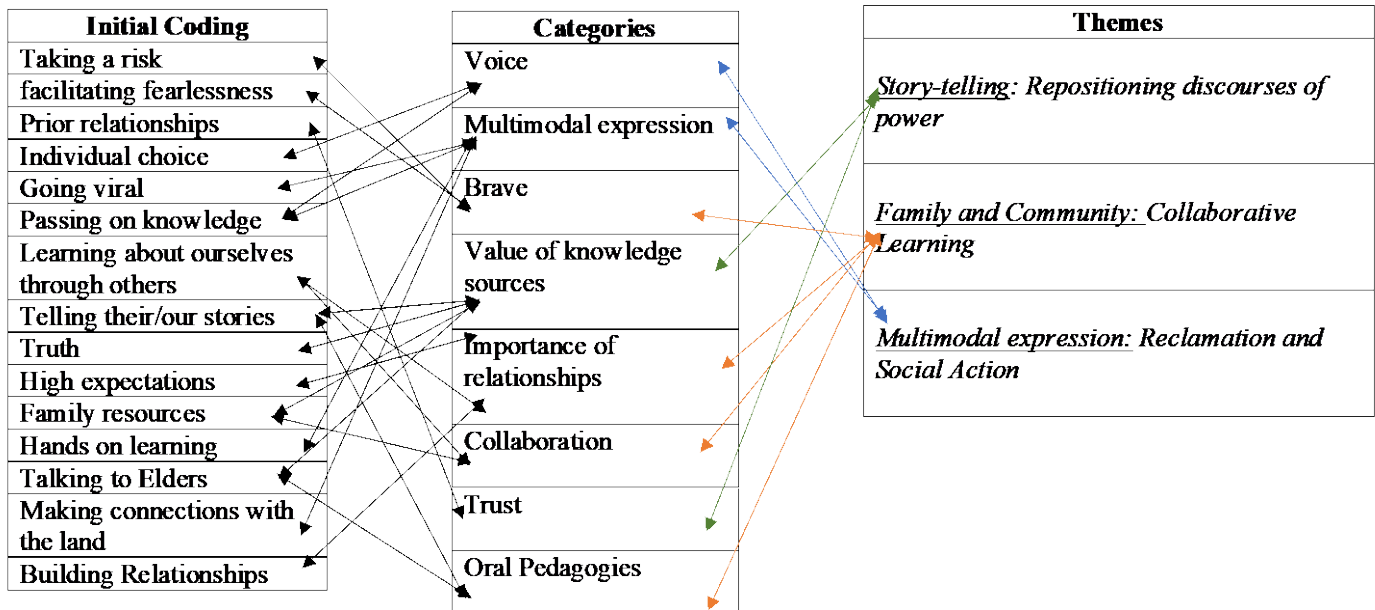 Initial Coding
Taking a risk
facilitating fearlessness
Prior relationships
Individual choice
Going viral
Passing on knowledge
Learning about ourselves
through others
Telling their/our stories
Truth
High expectations
Family resources
Hands on learning
Talking to Elders
Making connections with
the land
Building Relationships
Categories
Voice
Multimodal expression
Brave
Value of knowledge
sources
Importance of
relationships
Collaboration
Trust
Oral Pedagogies
Themes
Story-telling: Repositioning discourses of
power
Family and Community: Collaborative
Learning
Multimodal expression: Reclamation and
Social Action